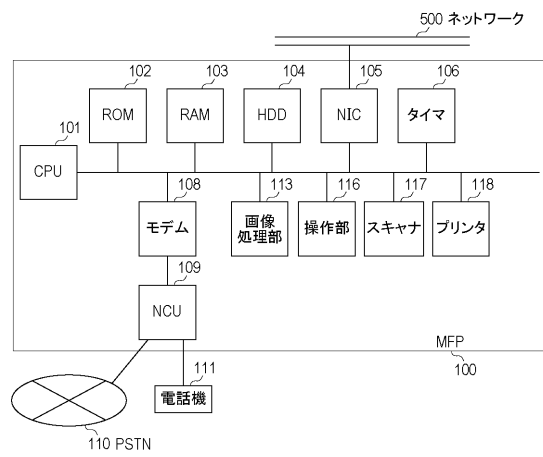 500 ネットワーク
102
103
104
105
106
ROM
RAM
HDD
NIC
タイマ
101
CPU
108
113
116
117
118
モデム
画像
処理部
操作部
スキャナ
プリンタ
109
NCU
MFP
100
111
電話機
110 PSTN